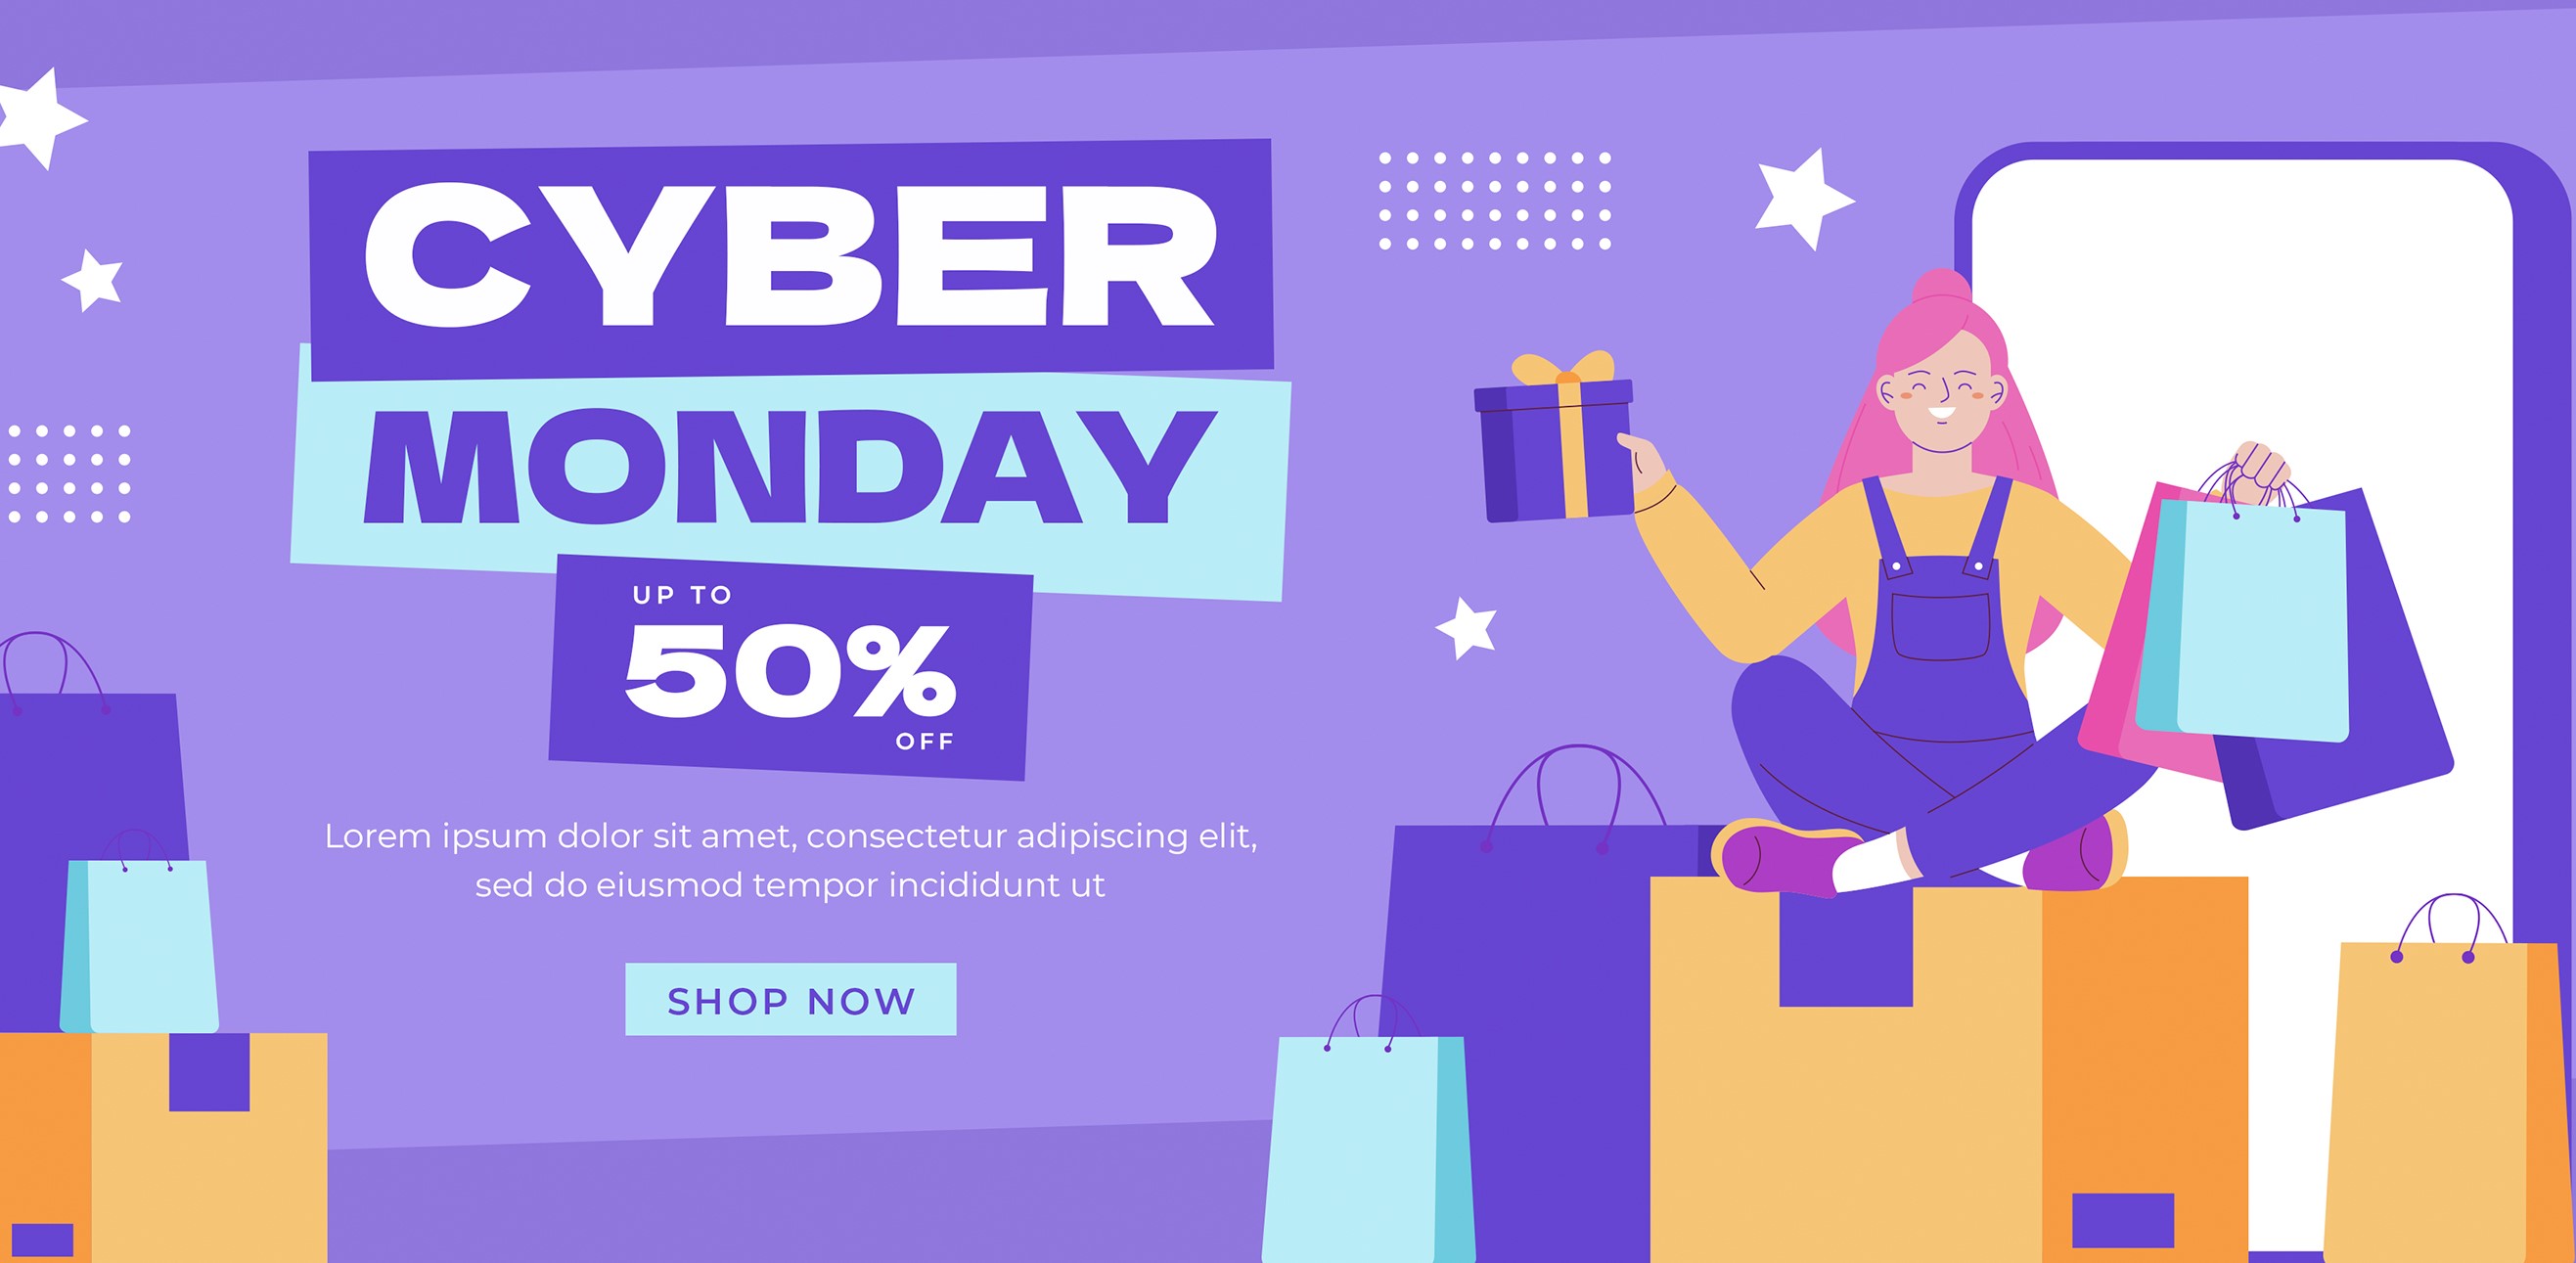 CYBER
MONDAY
UP TO
50%
OFF
Lorem ipsum dolor sit amet, consectetur adipiscing elit,
sed do eiusmod tempor incididunt ut
SHOP NOW